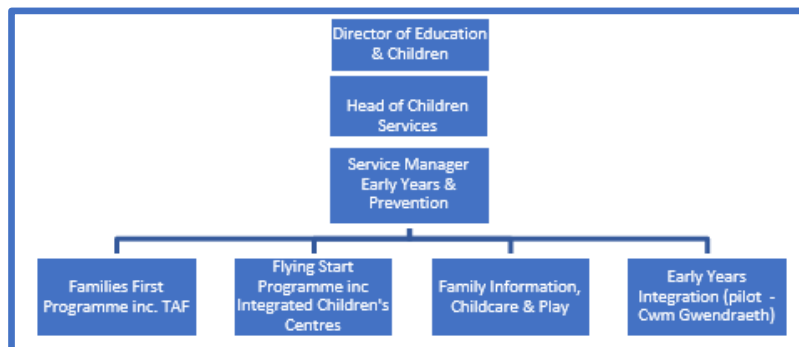 Director of Education
& Children
Head of Children
Services
Service Manager
Early Years &
Prevention
Families First
Programme inc. TAF
Flying Start
Programme inc
Integrated Children's
Centres
Family Information,
Childcare & Play
Early Years
Integration (pilot -
Cwm Gwendraeth)